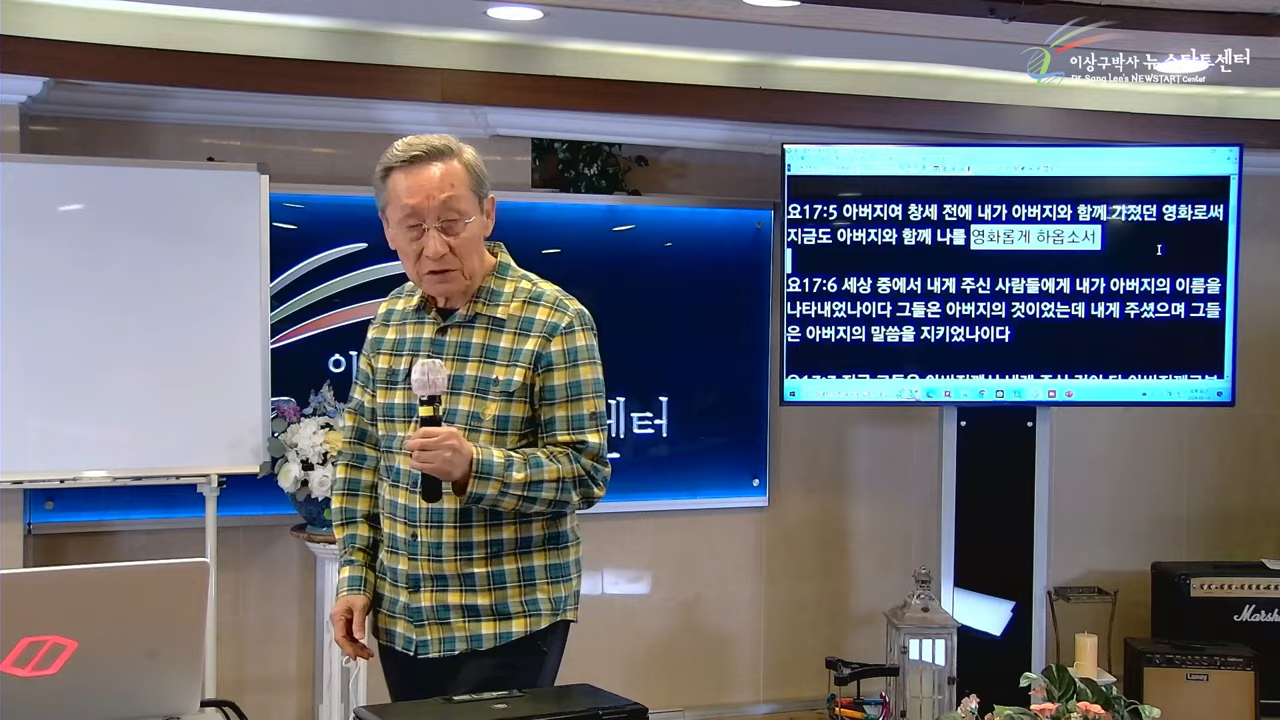 이상구박사 뉴스타트센터
Dr. Sang Lee's NEWSTART Center
요17:5 아버지여 창세 전에 내가 아버지와 함께 가졌던 영화로써
지금도 아버지와 함께 나를 영화롭게 하옵소서
요17:6 세상 중에서 내게 주신 사람들에게 내가 아버지의 이름을
나타내었나이다 그들은 아버지의 것이었는데 내게 주셨으며 그들
은 아버지의 말씀을 지키었나이다
이
센터
Marsh
Laney